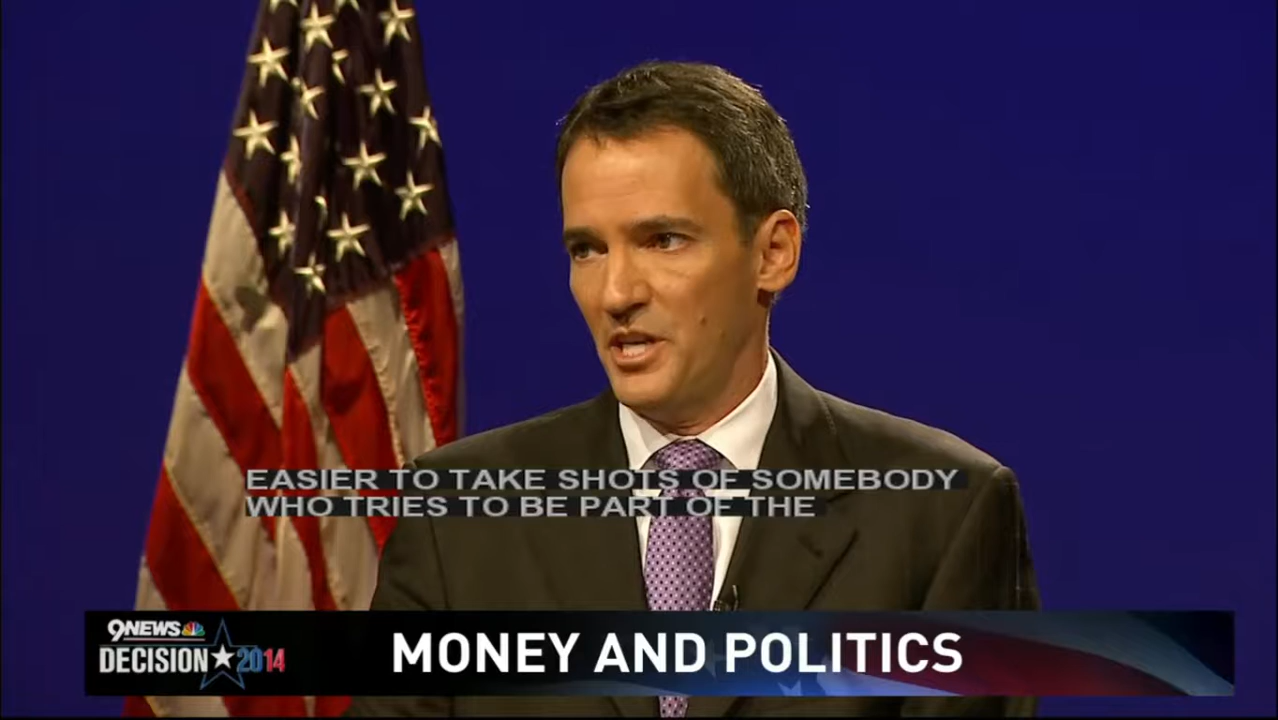 EASIER TO TAKE SHOTS OF SOMEBODY
WHO TRIES TO BE PART OF THE
9NEWS
DECISION 2014
MONEY AND POLITICS